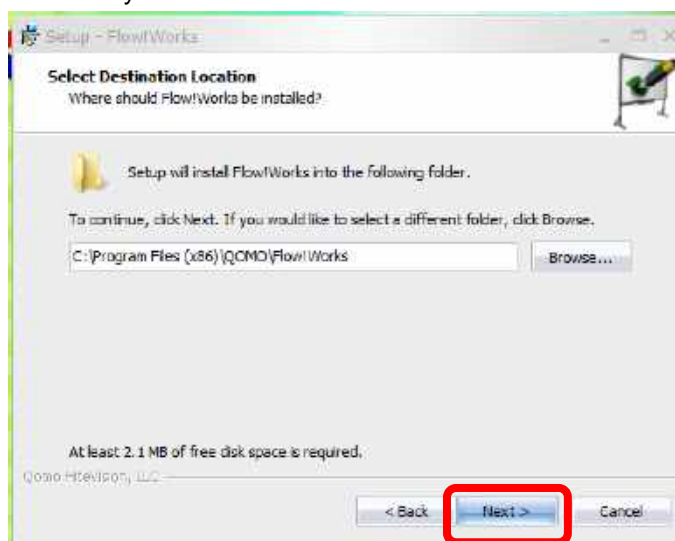 Setup - Flow!Works
Select Destination Location
Where should Flow!Works be installed?
Setup will install Flow!Works into the following folder.
To continue, click Next. If you would like to select a different folder, click Browse.
C:\Program Files (x86)\QOMO\Flow!Works
Browse...
At least 2.1 MB of free disk space is required.
Qomo Hitevision, LLC
< Back
Next >
Cancel